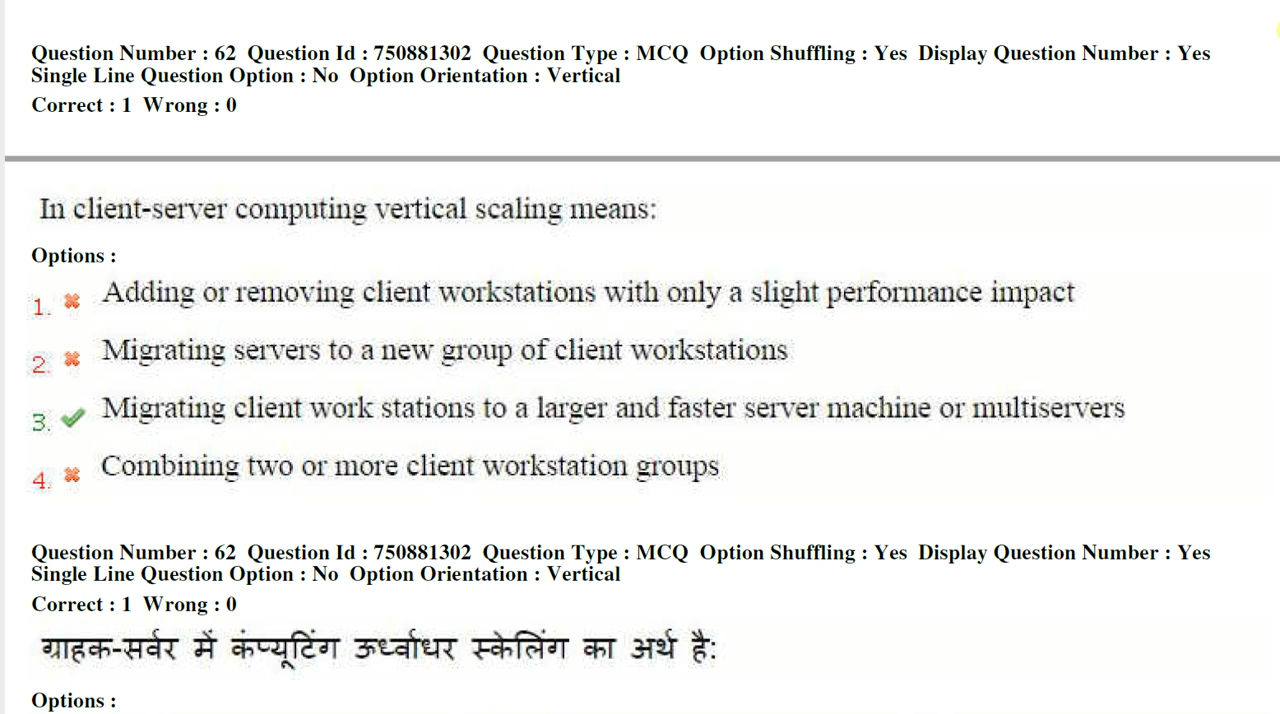 Question Number : 62 Question Id : 750881302 Question Type : MCQ Option Shuffling : Yes Display Question Number : Yes
Single Line Question Option : No Option Orientation : Vertical
Correct : 1 Wrong : 0
In client-server computing vertical scaling means:
Options :
1. ✖ Adding or removing client workstations with only a slight performance impact
2. ✖ Migrating servers to a new group of client workstations
3. ✔ Migrating client work stations to a larger and faster server machine or multiservers
4. ✖ Combining two or more client workstation groups
Question Number : 62 Question Id : 750881302 Question Type : MCQ Option Shuffling : Yes Display Question Number : Yes
Single Line Question Option : No Option Orientation : Vertical
Correct : 1 Wrong : 0
ग्राहक-सर्वर में कंप्यूटिंग ऊर्ध्वाधर स्केलिंग का अर्थ है:
Options :